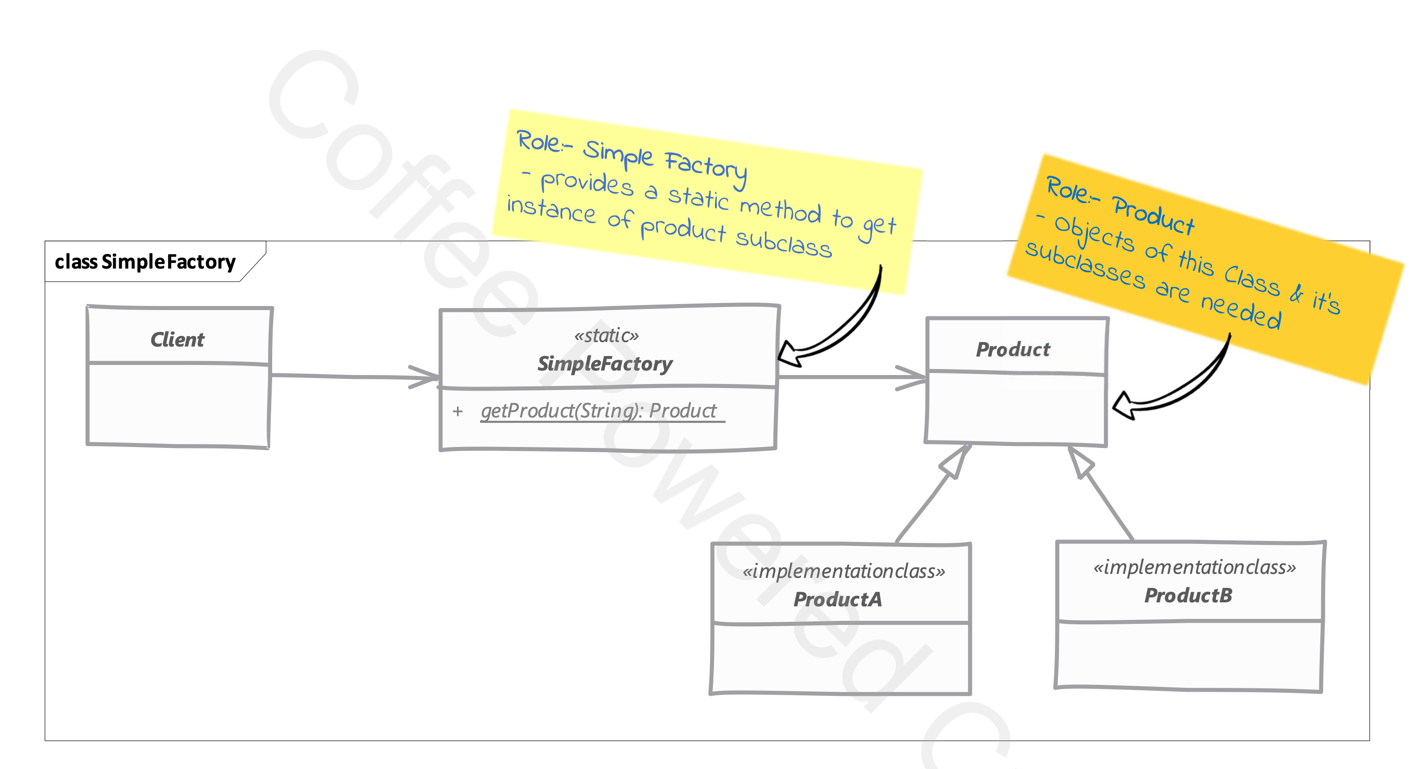 Role:- Simple Factory
- provides a static method to get
instance of product subclass
Role:- Product
- Objects of this Class & it's
subclasses are needed
class SimpleFactory
Client
«static»
SimpleFactory
+ getProduct(String): Product
Product
«implementationclass»
ProductA
«implementationclass»
ProductB
Coffee Powered C